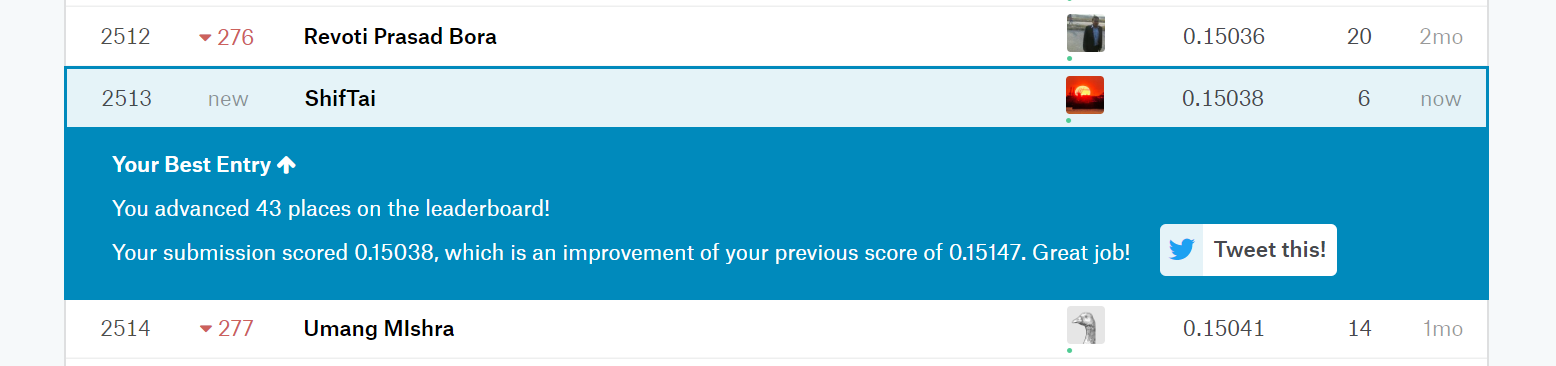 2512 276 Revoti Prasad Bora 0.15036 20 2mo
2513 new ShifTai 0.15038 6 now
Your Best Entry
You advanced 43 places on the leaderboard!
Your submission scored 0.15038, which is an improvement of your previous score of 0.15147. Great job! Tweet this!
2514 277 Umang MIshra 0.15041 14 1mo